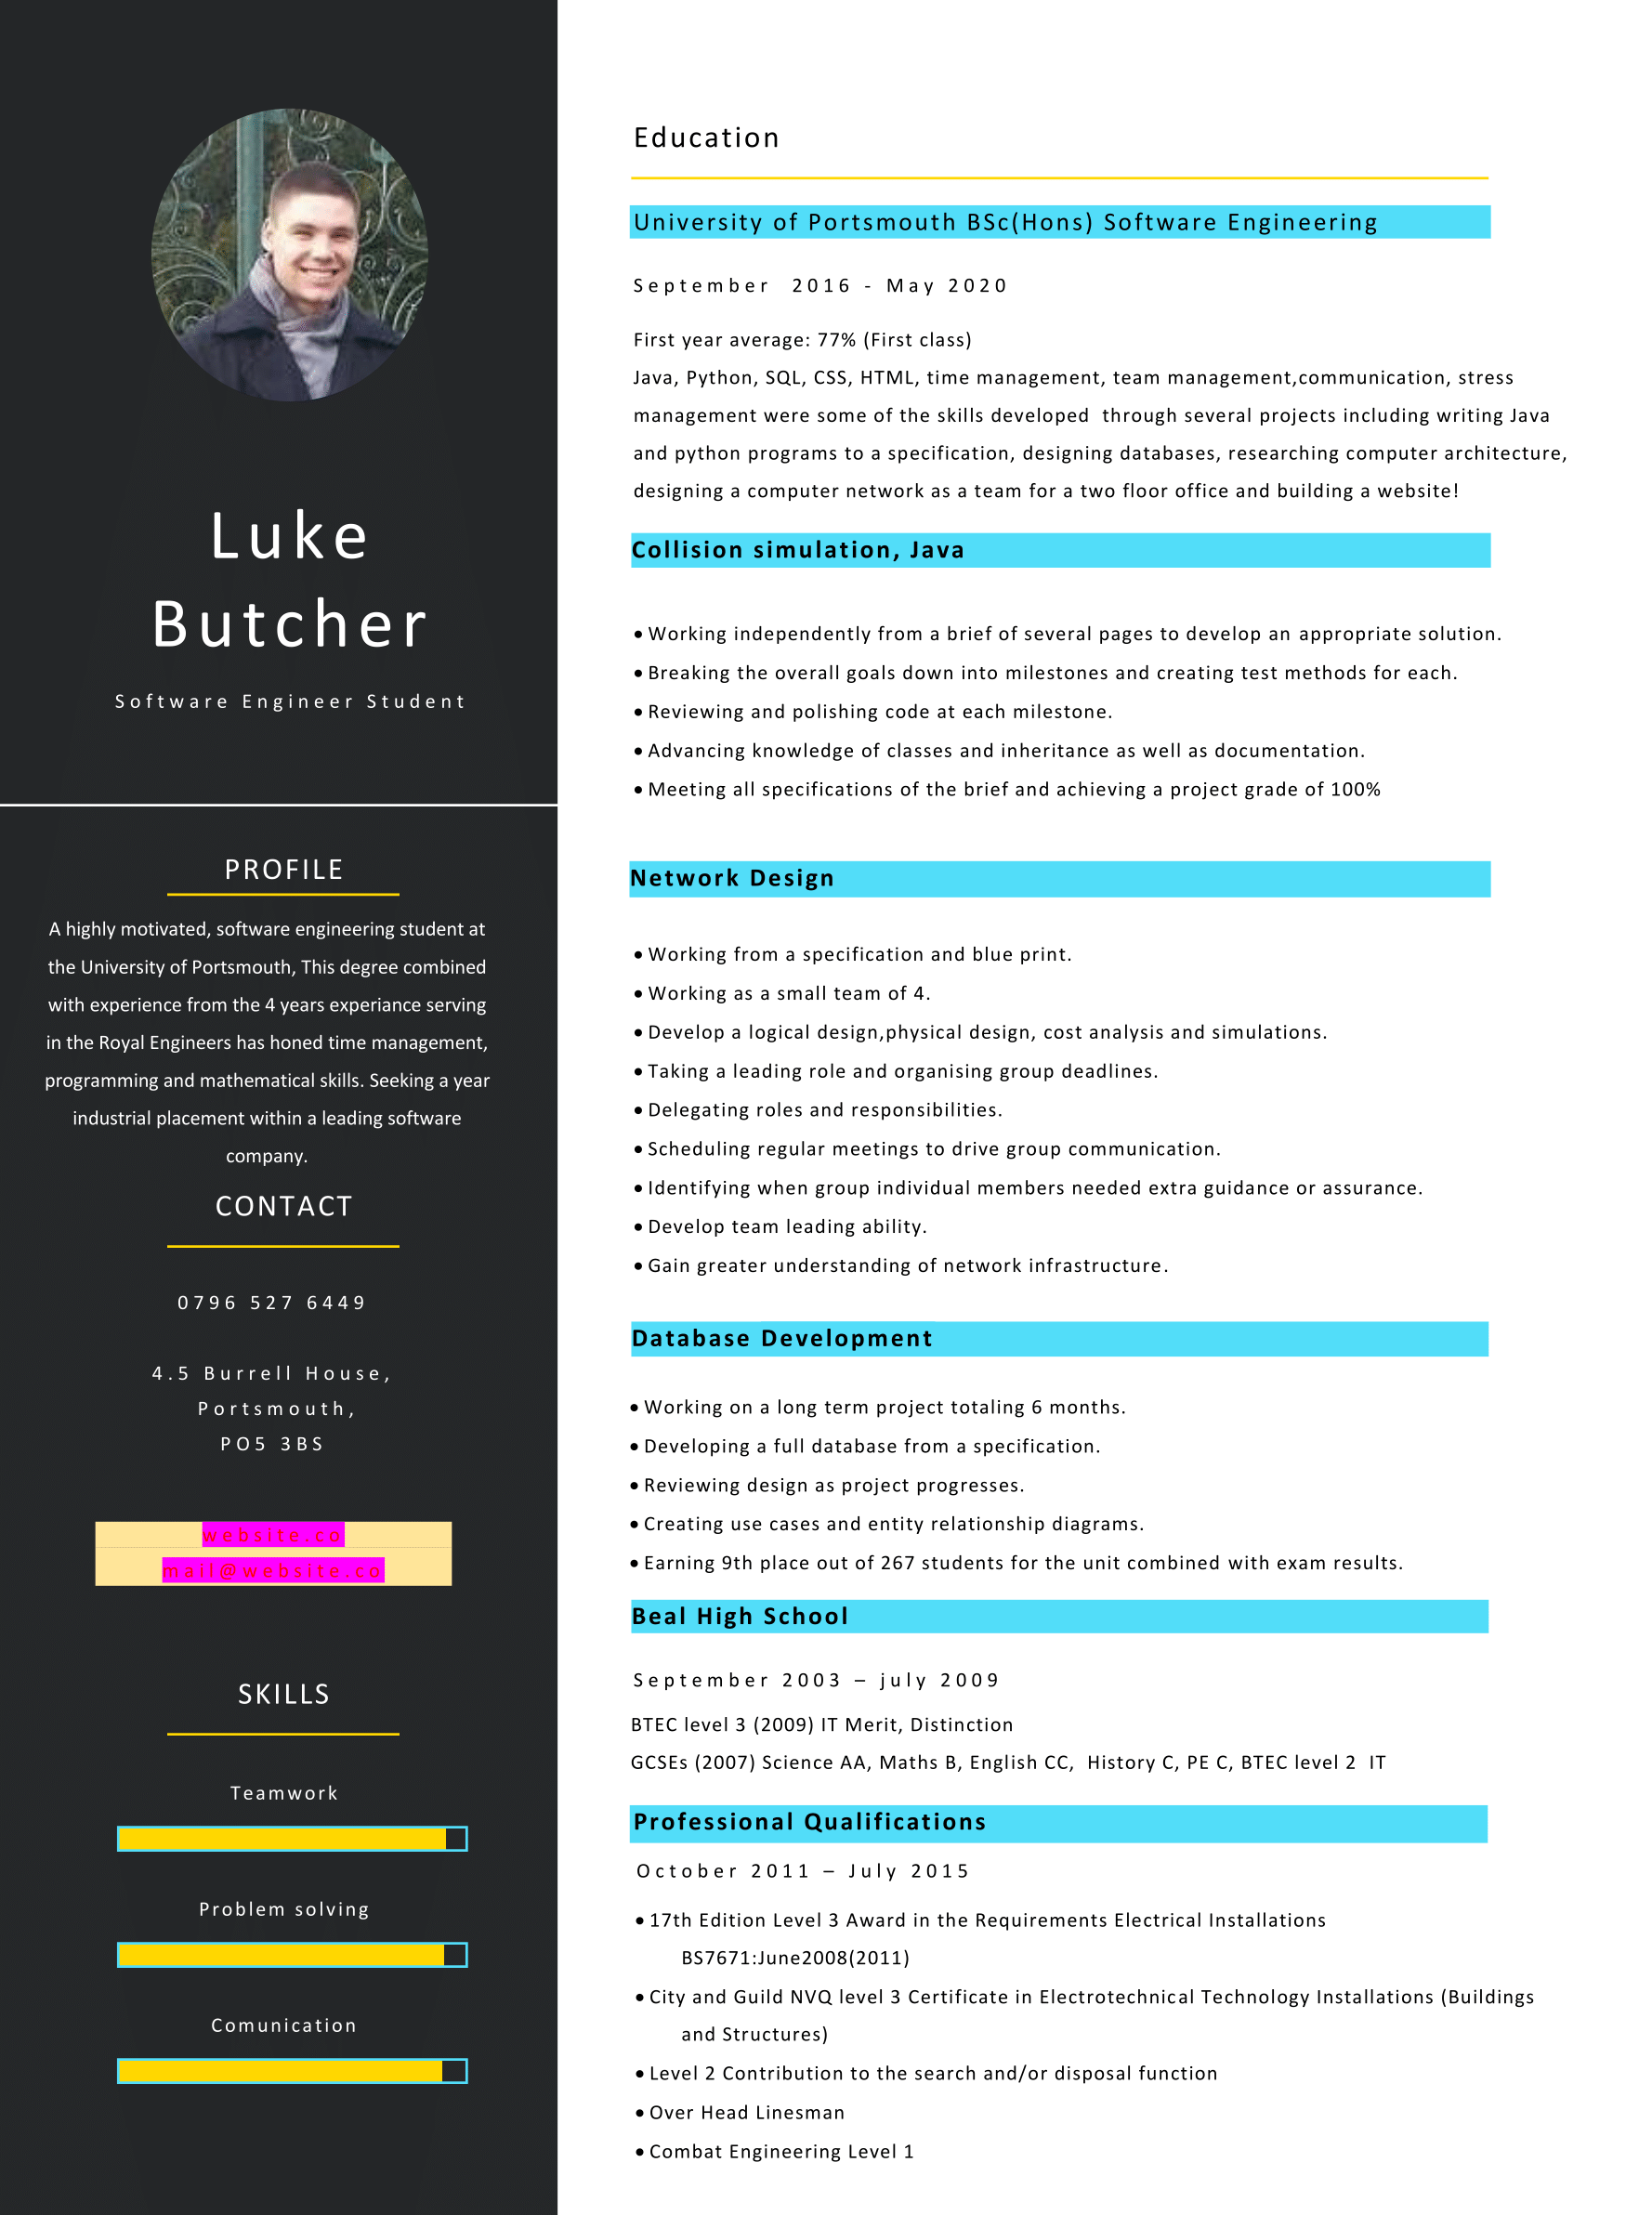 Luke
Butcher
Software Engineer Student
PROFILE
A highly motivated, software engineering student at
the University of Portsmouth, This degree combined
with experience from the 4 years experiance serving
in the Royal Engineers has honed time management,
programming and mathematical skills. Seeking a year
industrial placement within a leading software
company.
CONTACT
0796 527 6449
4.5 Burrell House,
Portsmouth,
PO5 3BS
website.co
mail@website.co
SKILLS
Teamwork
Problem solving
Comunication
Education
University of Portsmouth BSc(Hons) Software Engineering
September 2016 - May 2020
First year average: 77% (First class)
Java, Python, SQL, CSS, HTML, time management, team management,communication, stress
management were some of the skills developed through several projects including writing Java
and python programs to a specification, designing databases, researching computer architecture,
designing a computer network as a team for a two floor office and building a website!
Collision simulation, Java
• Working independently from a brief of several pages to develop an appropriate solution.
• Breaking the overall goals down into milestones and creating test methods for each.
• Reviewing and polishing code at each milestone.
• Advancing knowledge of classes and inheritance as well as documentation.
• Meeting all specifications of the brief and achieving a project grade of 100%
Network Design
• Working from a specification and blue print.
• Working as a small team of 4.
• Develop a logical design,physical design, cost analysis and simulations.
• Taking a leading role and organising group deadlines.
• Delegating roles and responsibilities.
• Scheduling regular meetings to drive group communication.
• Identifying when group individual members needed extra guidance or assurance.
• Develop team leading ability.
• Gain greater understanding of network infrastructure.
Database Development
• Working on a long term project totaling 6 months.
• Developing a full database from a specification.
• Reviewing design as project progresses.
• Creating use cases and entity relationship diagrams.
• Earning 9th place out of 267 students for the unit combined with exam results.
Beal High School
September 2003 – july 2009
BTEC level 3 (2009) IT Merit, Distinction
GCSEs (2007) Science AA, Maths B, English CC, History C, PE C, BTEC level 2 IT
Professional Qualifications
October 2011 – July 2015
• 17th Edition Level 3 Award in the Requirements Electrical Installations
BS7671:June2008(2011)
• City and Guild NVQ level 3 Certificate in Electrotechnical Technology Installations (Buildings
and Structures)
• Level 2 Contribution to the search and/or disposal function
• Over Head Linesman
• Combat Engineering Level 1